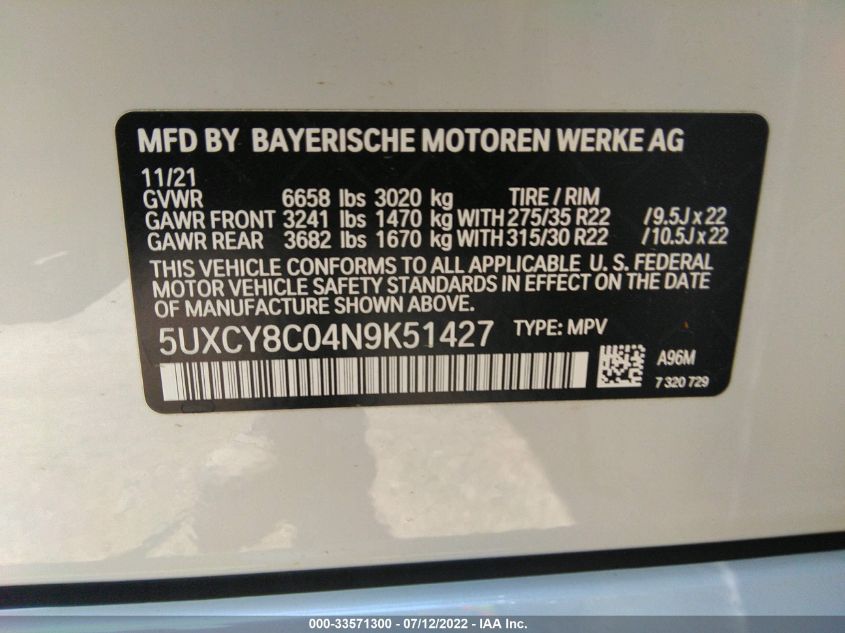 MFD BY BAYERISCHE MOTOREN WERKE AG
11/21
GVWR 6658 lbs 3020 kg TIRE / RIM
GAWR FRONT 3241 lbs 1470 kg WITH 275/35 R22 / 9.5J x 22
GAWR REAR 3682 lbs 1670 kg WITH 315/30 R22 / 10.5J x 22
THIS VEHICLE CONFORMS TO ALL APPLICABLE U. S. FEDERAL
MOTOR VEHICLE SAFETY STANDARDS IN EFFECT ON THE DATE
OF MANUFACTURE SHOWN ABOVE.
5UXCY8C04N9K51427 TYPE: MPV
A96M
7 320 729
000-33571300 - 07/12/2022 - IAA Inc.